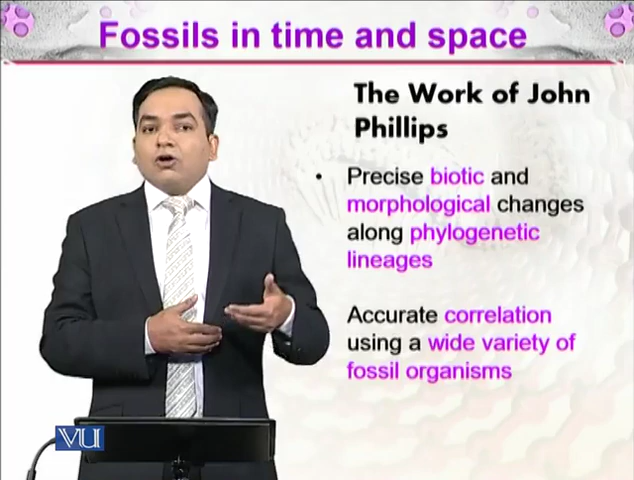 Fossils in time and space
The Work of John
Phillips
• Precise biotic and
morphological changes
along phylogenetic
lineages
Accurate correlation
using a wide variety of
fossil organisms
VU